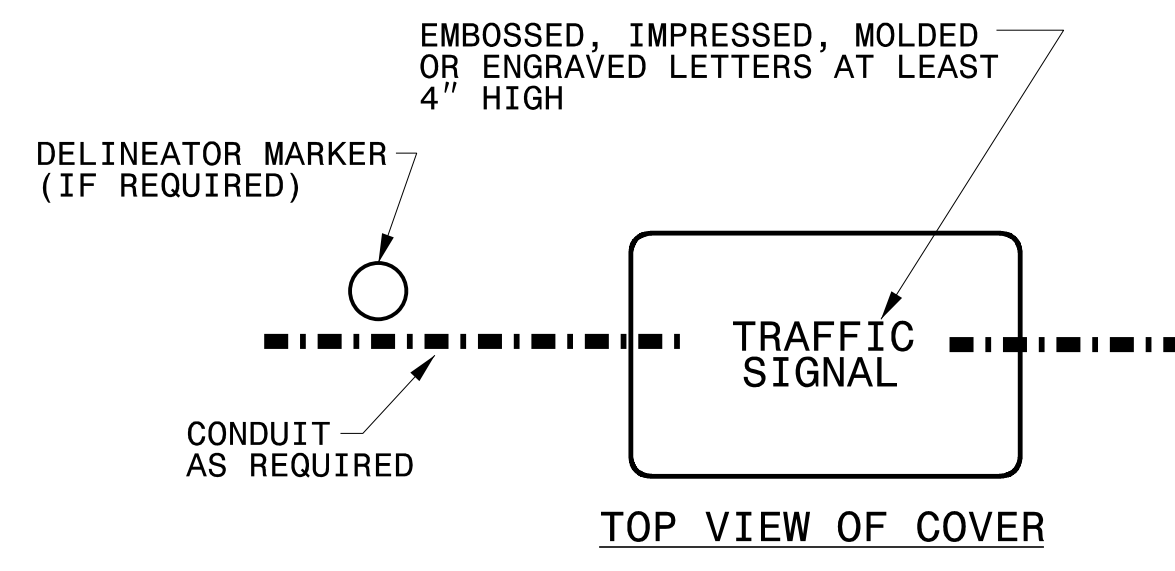 EMBOSSED, IMPRESSED, MOLDED
OR ENGRAVED LETTERS AT LEAST
4" HIGH
DELINEATOR MARKER
(IF REQUIRED)
TRAFFIC
SIGNAL
CONDUIT
AS REQUIRED
TOP VIEW OF COVER